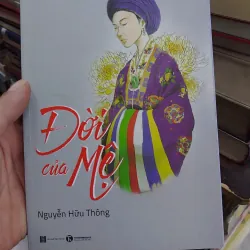 Đời
của Mệ
Nguyễn Hữu Thông